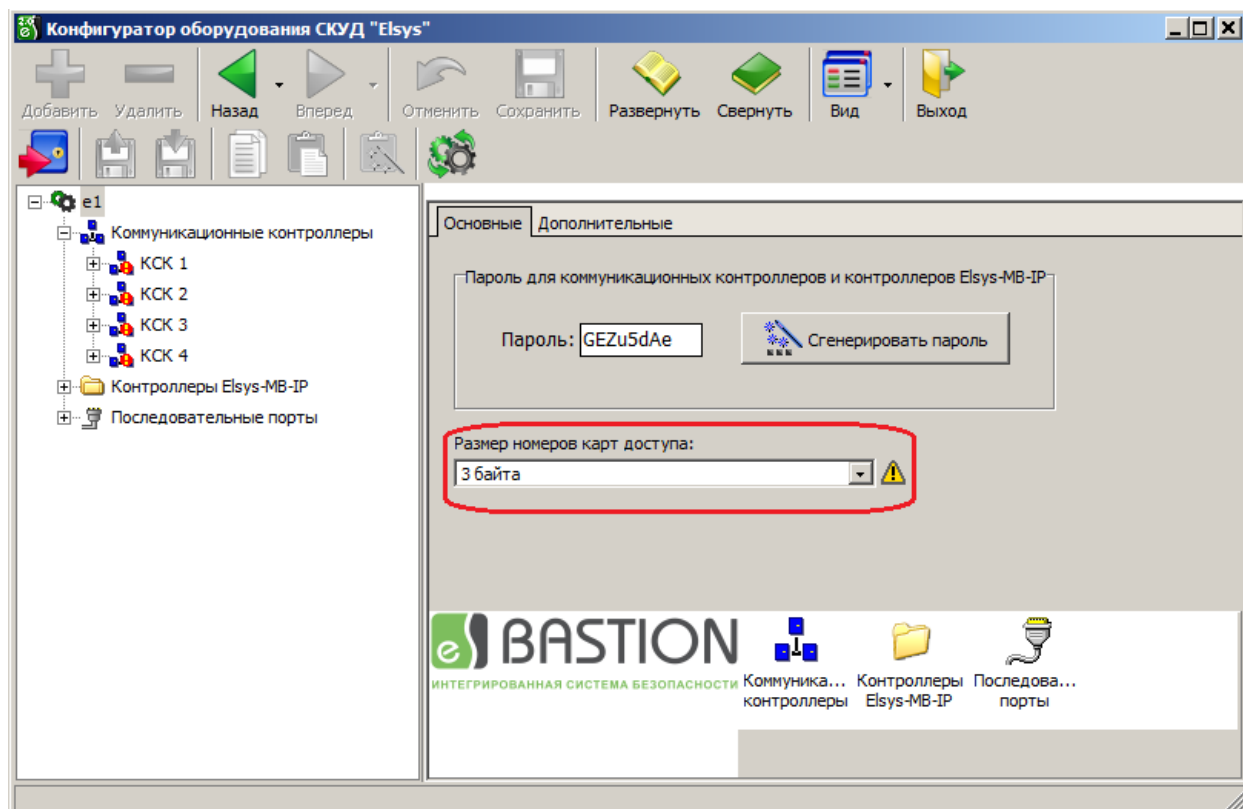 Конфигуратор оборудования СКУД "Elsys"
Добавить Удалить Назад Вперед Отменить Сохранить Развернуть Свернуть Вид Выход
e1
Коммуникационные контроллеры
КСК 1
КСК 2
КСК 3
КСК 4
Контроллеры Elsys-MB-IP
Последовательные порты
Основные Дополнительные
Пароль для коммуникационных контроллеров и контроллеров Elsys-MB-IP
Пароль: GEZu5dAe Сгенерировать пароль
Размер номеров карт доступа:
3 байта
es BASTION
ИНТЕГРИРОВАННАЯ СИСТЕМА БЕЗОПАСНОСТИ
Коммуника... Контроллеры Последова...
контроллеры Elsys-MB-IP порты